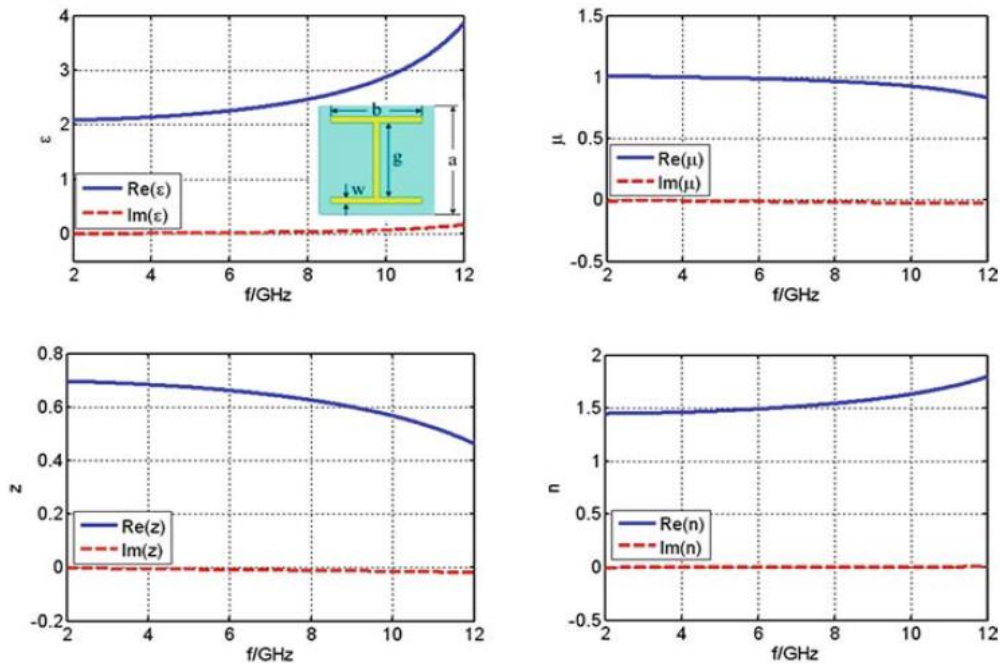 4
3
2
1
0
ε
b
g
a
w
Re(ε)
Im(ε)
2 4 6 8 10 12
f/GHz
1.5
1
0.5
0
-0.5
μ
Re(μ)
Im(μ)
2 4 6 8 10 12
f/GHz
0.8
0.6
0.4
0.2
0
-0.2
z
Re(z)
Im(z)
2 4 6 8 10 12
f/GHz
2
1.5
1
0.5
0
-0.5
n
Re(n)
Im(n)
2 4 6 8 10 12
f/GHz